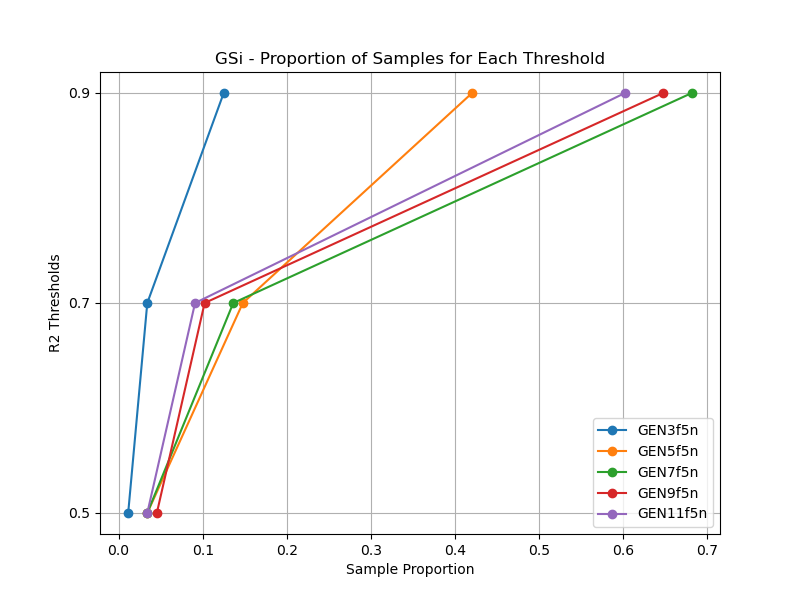 GSi - Proportion of Samples for Each Threshold
R2 Thresholds
0.9
0.7
0.5
0.0 0.1 0.2 0.3 0.4 0.5 0.6 0.7
Sample Proportion
GEN3f5n
GEN5f5n
GEN7f5n
GEN9f5n
GEN11f5n